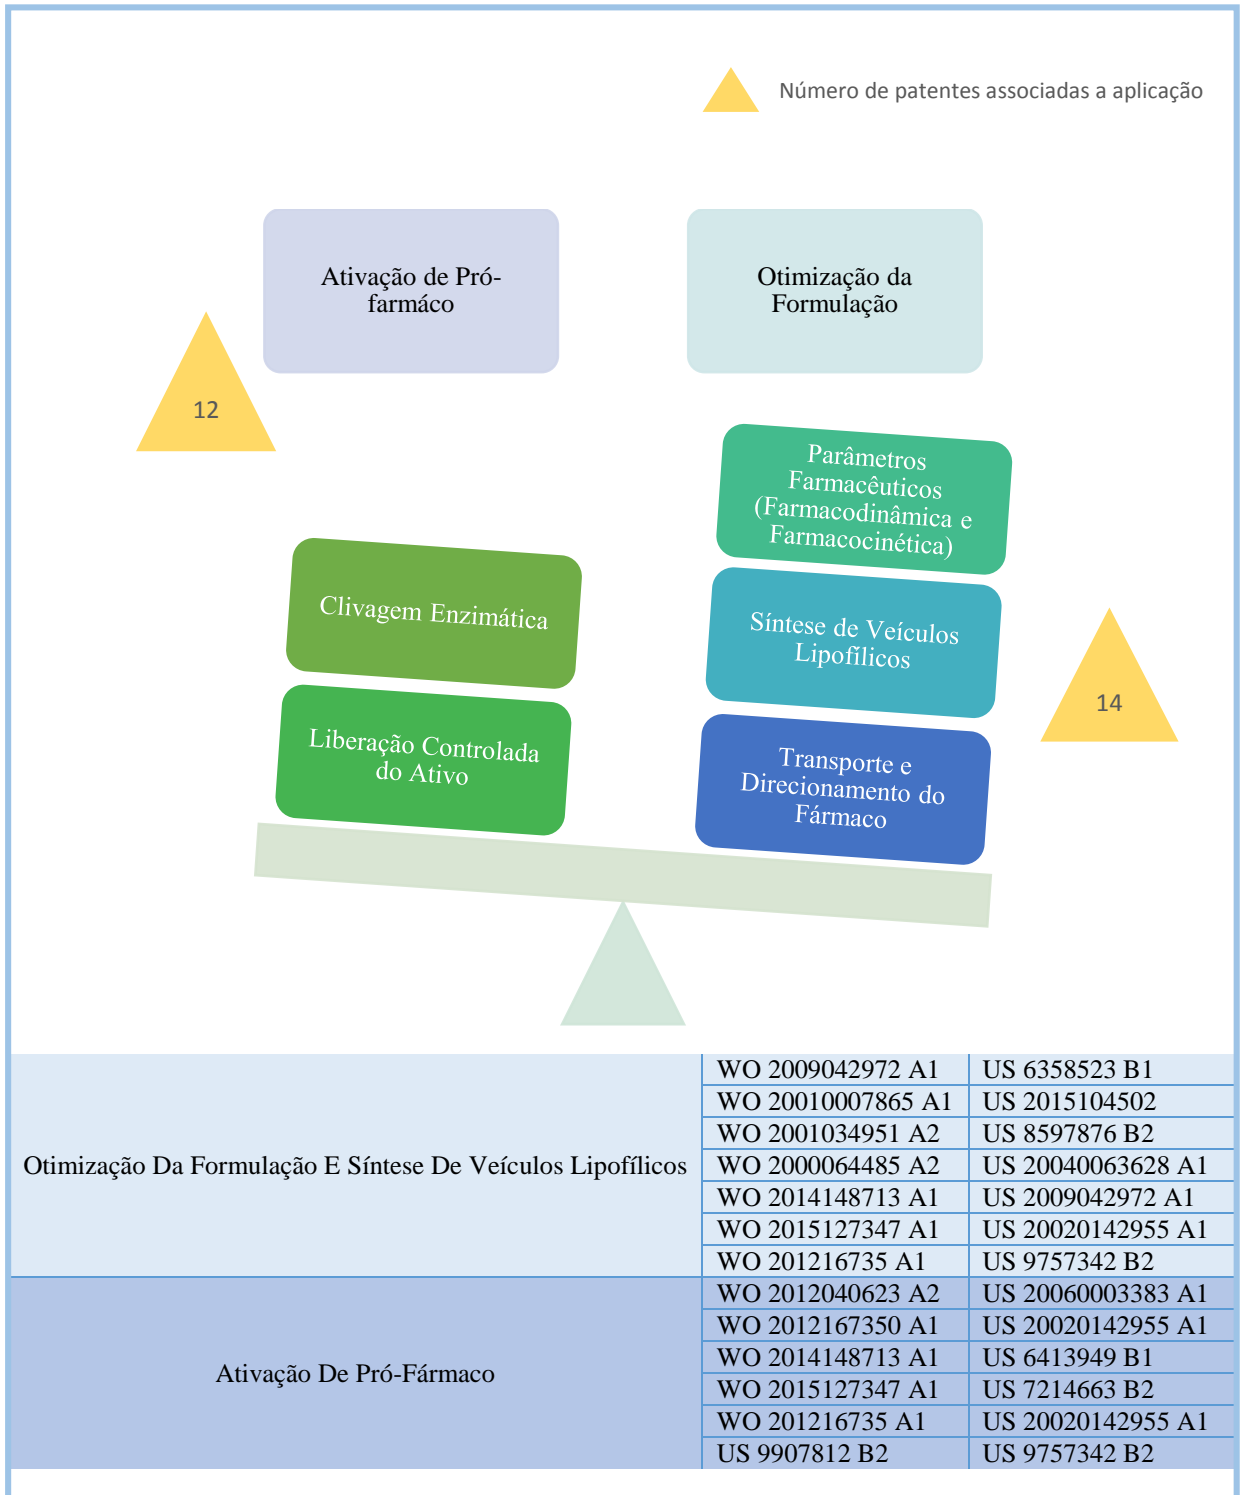 Número de patentes associadas a aplicação
Ativação de Pró-
farmáco
Otimização da
Formulação
12
Parâmetros
Farmacêuticos
(Farmacodinâmica e
Farmacocinética)
Clivagem Enzimática
Síntese de Veículos
Lipofílicos
14
Liberação Controlada
do Ativo
Transporte e
Direcionamento do
Fármaco
Otimização Da Formulação E Síntese De Veículos Lipofílicos
WO 2009042972 A1 US 6358523 B1
WO 20010007865 A1 US 2015104502
WO 2001034951 A2 US 8597876 B2
WO 2000064485 A2 US 20040063628 A1
WO 2014148713 A1 US 2009042972 A1
WO 2015127347 A1 US 20020142955 A1
WO 201216735 A1 US 9757342 B2
Ativação De Pró-Fármaco
WO 2012040623 A2 US 20060003383 A1
WO 2012167350 A1 US 20020142955 A1
WO 2014148713 A1 US 6413949 B1
WO 2015127347 A1 US 7214663 B2
WO 201216735 A1 US 20020142955 A1
US 9907812 B2 US 9757342 B2